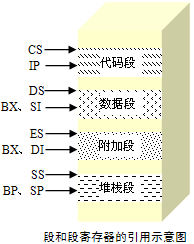 CS
IP
代码段
DS
BX、SI
数据段
ES
BX、DI
附加段
SS
BP、SP
堆栈段
段和段寄存器的引用示意图